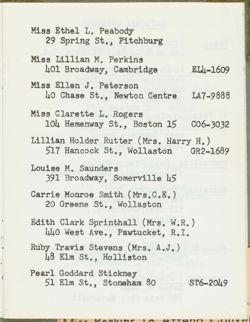 Miss Ethel L. Peabody
29 Spring St., Fitchburg
Miss Lillian M. Perkins
401 Broadway, Cambridge EL4-1609
Miss Ellen J. Peterson
40 Chase St., Newton Centre LA7-9888
Miss Clarette L. Rogers
104 Hemenway St., Boston 15 CO6-3032
Lillian Holder Rutter (Mrs. Harry H.)
517 Hancock St., Wollaston GR2-1689
Louise M. Saunders
391 Broadway, Somerville 45
Carrie Monroe Smith (Mrs.C.E.)
20 Greene St., Wollaston
Edith Clark Sprinthall (Mrs. W.R.)
440 West Ave., Pawtucket, R.I.
Ruby Travis Stevens (Mrs. A.J.)
48 Elm St., Holliston
Pearl Goddard Stickney
51 Elm St., Stoneham 80 ST6-2049